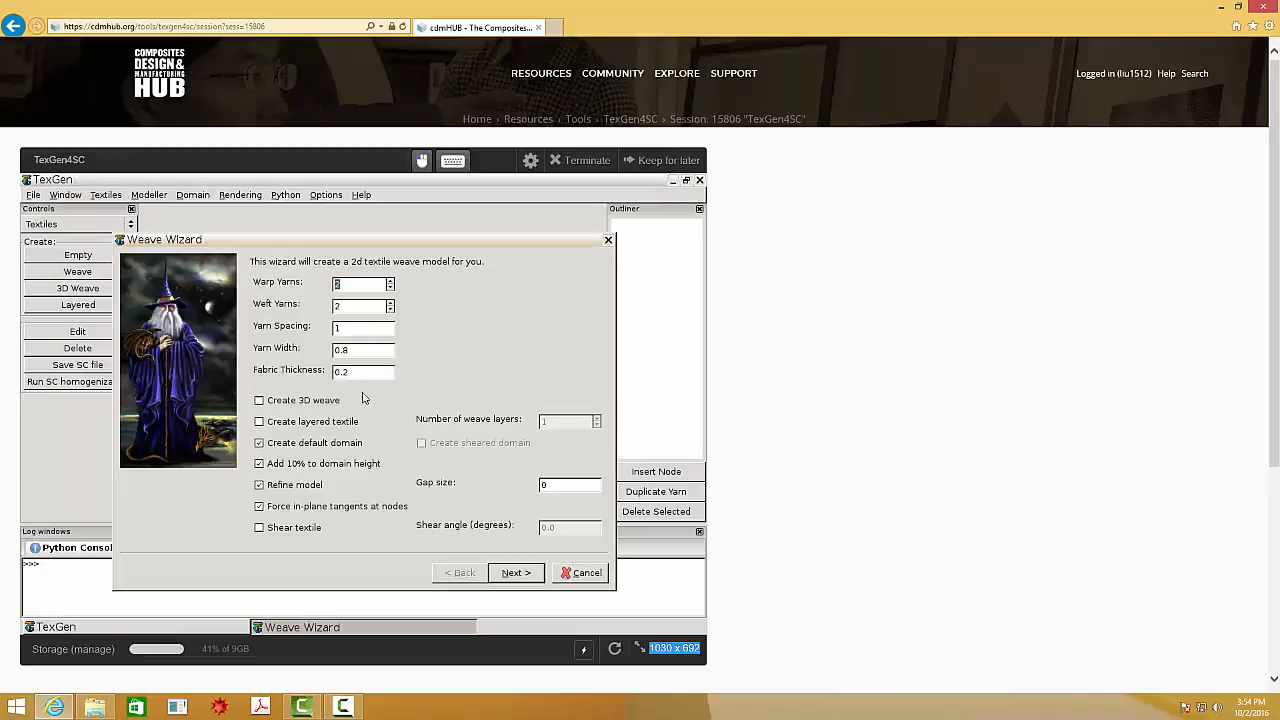 https://cdmhub.org/tools/texgen4sc/session?sess=15806
cdmHUB - The Composites...
COMPOSITES
DESIGN &
MANUFACTURING
HUB
RESOURCES COMMUNITY EXPLORE SUPPORT
Logged in (liu1512) Help Search
Home › Resources › Tools › TexGen4SC › Session: 15806 "TexGen4SC"
TexGen4SC
Terminate
Keep for later
TexGen
File Window Textiles Modeller Domain Rendering Python Options Help
Controls
Outliner
Textiles
Create:
Empty
Weave
3D Weave
Layered
Edit
Delete
Save SC file
Run SC homogeniza
Weave Wizard
This wizard will create a 2d textile weave model for you.
Warp Yarns: 2
Weft Yarns: 2
Yarn Spacing: 1
Yarn Width: 0.8
Fabric Thickness: 0.2
Create 3D weave
Create layered textile
Number of weave layers: 1
Create default domain
Create sheared domain
Add 10% to domain height
Refine model
Gap size: 0
Force in-plane tangents at nodes
Shear textile
Shear angle (degrees): 0.0
< Back
Next >
Cancel
Insert Node
Duplicate Yarn
Delete Selected
Log windows
Python Consol
>>>
TexGen
Weave Wizard
Storage (manage)
41% of 9GB
1030 x 692
3:54 PM
10/2/2016